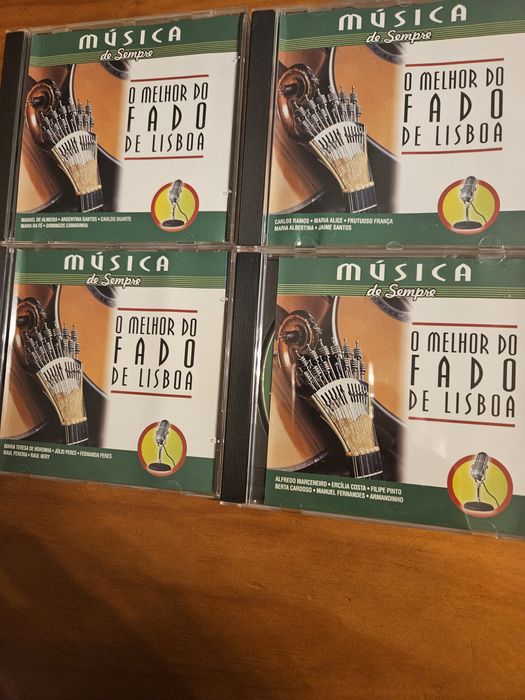 MÚSICA
de Sempre
O MELHOR DO
FADO
DE LISBOA
MANUEL DE ALMEIDA • ARGENTINA SANTOS • CARLOS DUARTE
MARIA DA FÉ • DOMINGOS CAMARINHA
MÚSICA
de Sempre
O MELHOR DO
FADO
DE LISBOA
CARLOS RAMOS • MARIA ALICE • FRUTUOSO FRANÇA
MARIA ALBERTINA • JAIME SANTOS
MÚSICA
de Sempre
O MELHOR DO
FADO
DE LISBOA
MARIA TERESA DE NORONHA • JÚLIO PERES • FERNANDA PERES
RAUL PEREIRA • RAUL NERY
MÚSICA
de Sempre
O MELHOR DO
FADO
DE LISBOA
ALFREDO MARCENEIRO • ERCÍLIA COSTA • FILIPE PINTO
BERTA CARDOSO • MANUEL FERNANDES • ARMANDINHO